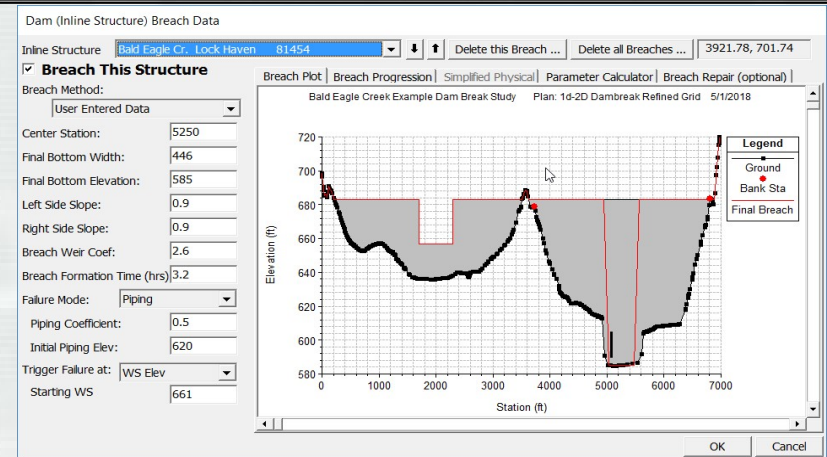 Dam (Inline Structure) Breach Data
Inline Structure Bald Eagle Cr. Lock Haven 81454 Delete this Breach ... Delete all Breaches ... 3921.78, 701.74
Breach This Structure
Breach Method:
User Entered Data
Center Station: 5250
Final Bottom Width: 446
Final Bottom Elevation: 585
Left Side Slope: 0.9
Right Side Slope: 0.9
Breach Weir Coef: 2.6
Breach Formation Time (hrs) 3.2
Failure Mode: Piping
Piping Coefficient: 0.5
Initial Piping Elev: 620
Trigger Failure at: WS Elev
Starting WS 661
Breach Plot Breach Progression Simplified Physical Parameter Calculator Breach Repair (optional)
Bald Eagle Creek Example Dam Break Study Plan: 1d-2D Dambreak Refined Grid 5/1/2018
720
700
680
660
640
620
600
580
Elevation (ft)
0 1000 2000 3000 4000 5000 6000 7000
Station (ft)
Legend
Ground
Bank Sta
Final Breach
OK Cancel